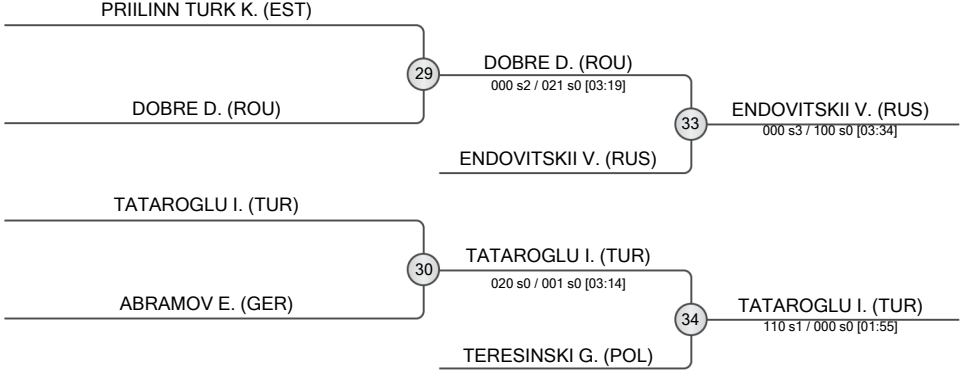 PRIILINN TURK K. (EST)
29
DOBRE D. (ROU)
000 s2 / 021 s0 [03:19]
DOBRE D. (ROU)
33
ENDOVITSKII V. (RUS)
000 s3 / 100 s0 [03:34]
ENDOVITSKII V. (RUS)
TATAROGLU I. (TUR)
30
TATAROGLU I. (TUR)
020 s0 / 001 s0 [03:14]
ABRAMOV E. (GER)
34
TATAROGLU I. (TUR)
110 s1 / 000 s0 [01:55]
TERESINSKI G. (POL)